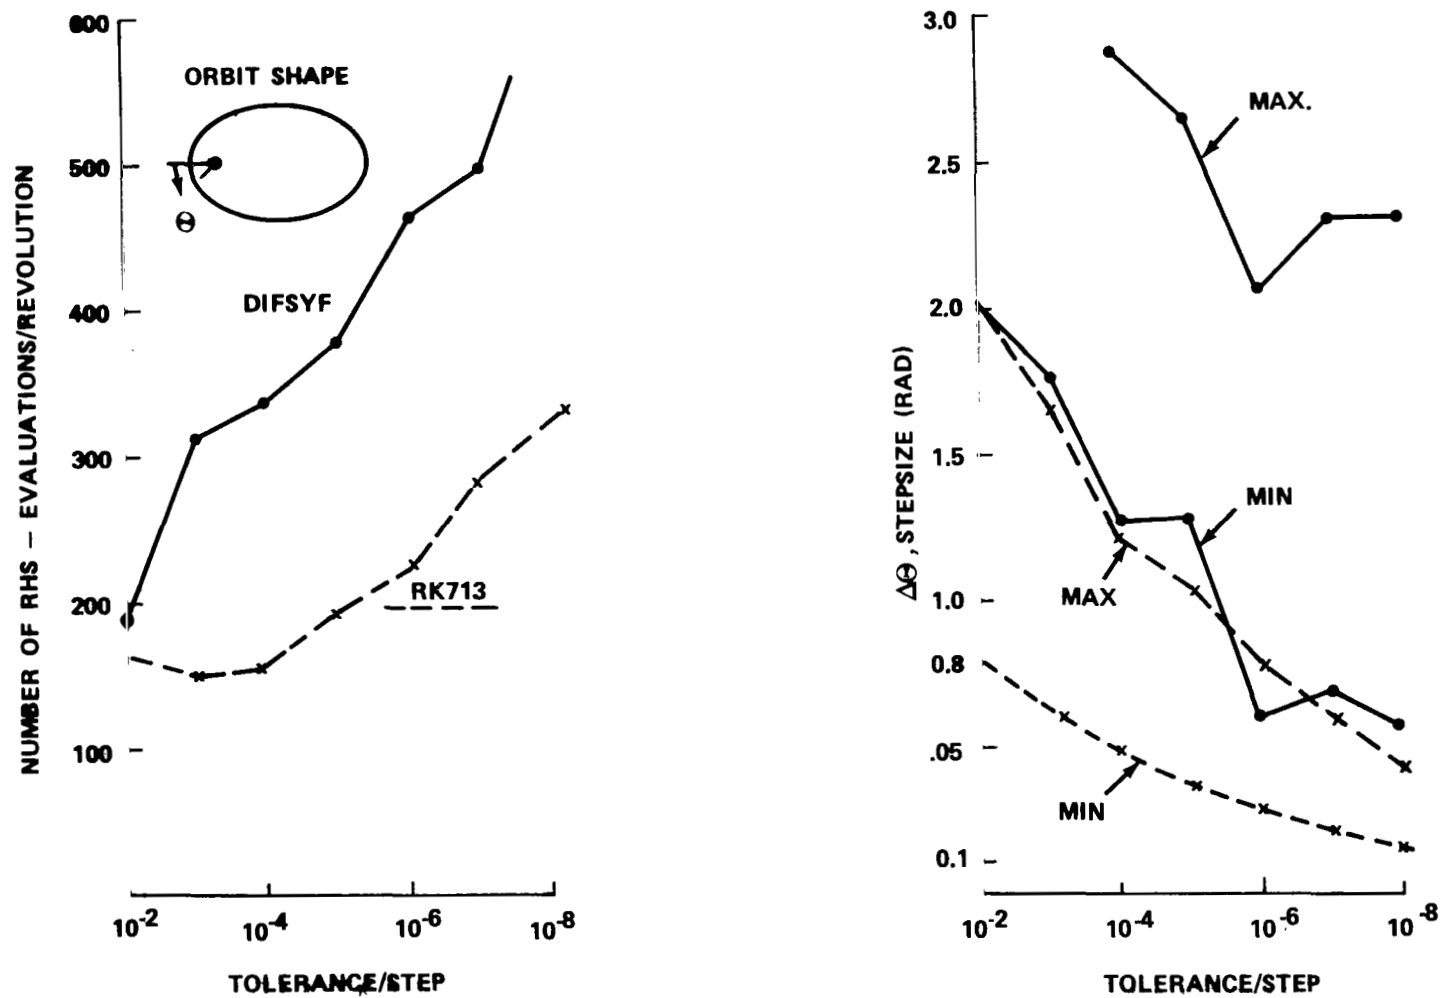 600
ORBIT SHAPE
500
Θ
400
DIFSYF
300
200
RK713
100
NUMBER OF RHS — EVALUATIONS/REVOLUTION
10-2
10-4
10-6
10-8
TOLERANCE/STEP
3.0
MAX.
2.5
2.0
1.5
MIN
1.0
MAX
0.8
.05
MIN
0.1
ΔΘ, STEPSIZE (RAD)
10-2
10-4
10-6
10-8
TOLERANCE/STEP